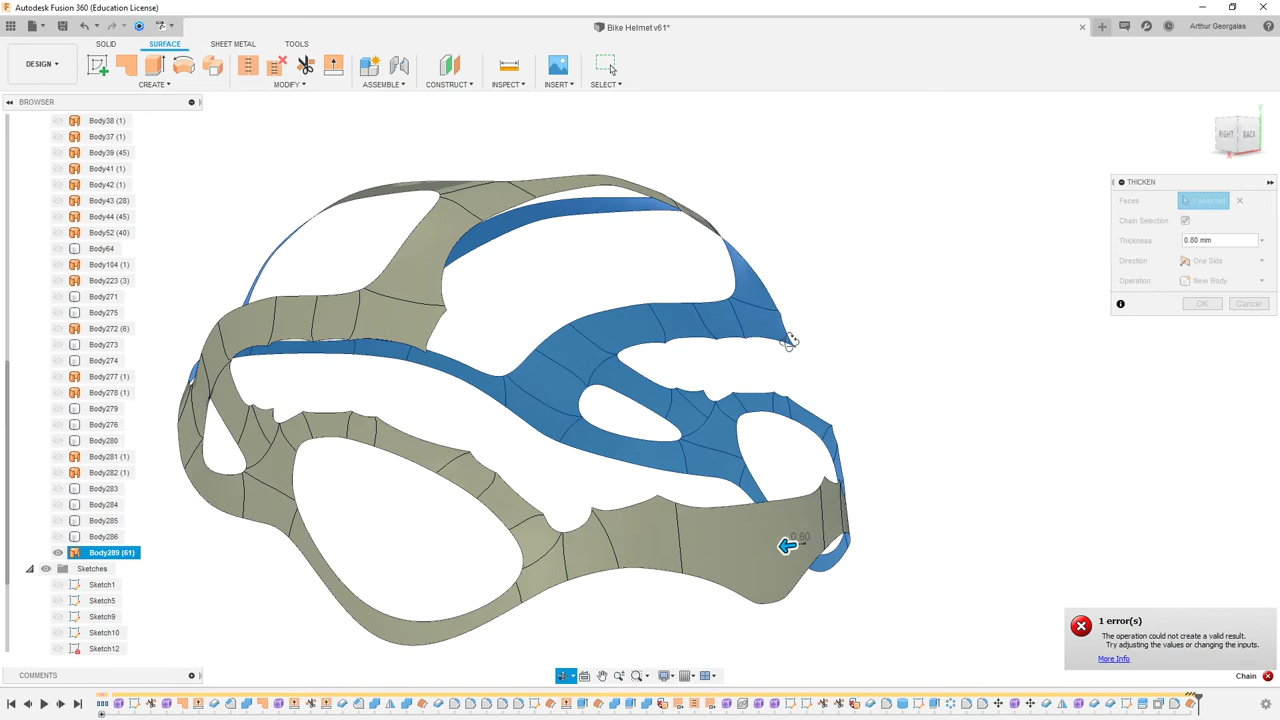 Autodesk Fusion 360 (Education License)
Bike Helmet v61*
Arthur Georgalas
DESIGN
SOLID
SURFACE
SHEET METAL
TOOLS
CREATE
MODIFY
ASSEMBLE
CONSTRUCT
INSPECT
INSERT
SELECT
BROWSER
Body38 (1)
Body37 (1)
Body39 (45)
Body41 (1)
Body42 (1)
Body43 (28)
Body44 (45)
Body52 (40)
Body64
Body104 (1)
Body223 (3)
Body271
Body275
Body272 (6)
Body273
Body274
Body277 (1)
Body278 (1)
Body279
Body276
Body280
Body281 (1)
Body282 (1)
Body283
Body284
Body285
Body286
Body289 (61)
Sketches
Sketch1
Sketch5
Sketch9
Sketch10
Sketch12
COMMENTS
0.80
RIGHT
BACK
Y
X
THICKEN
Faces
1 selected
Chain Selection
Thickness
0.80 mm
Direction
One Side
Operation
New Body
OK
Cancel
1 error(s)
The operation could not create a valid result.
Try adjusting the values or changing the inputs.
More Info
Chain